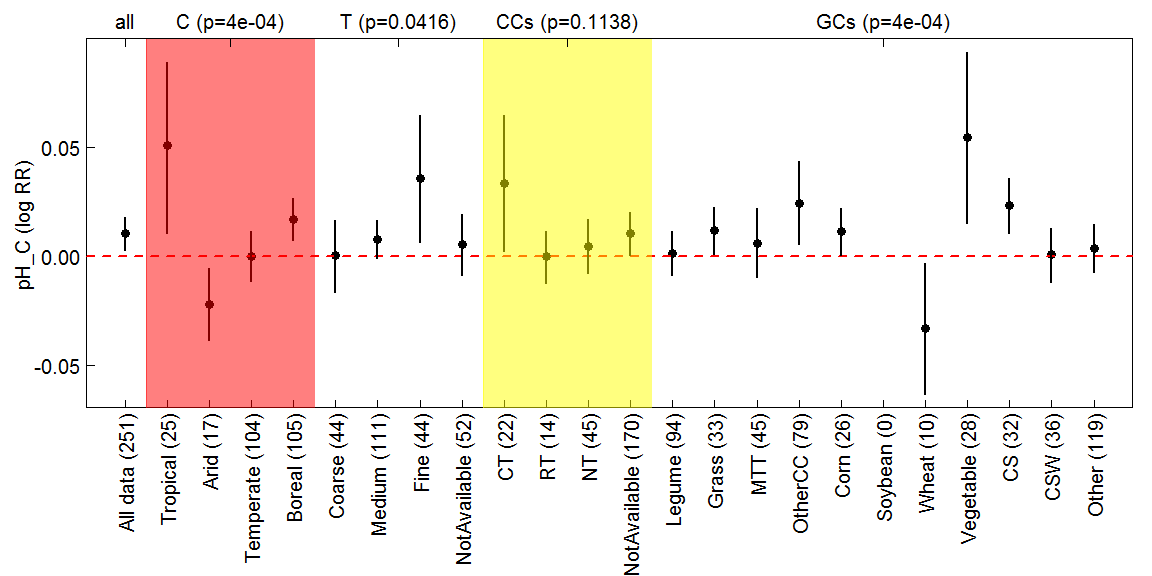 all C (p=4e-04) T (p=0.0416) CCs (p=0.1138) GCs (p=4e-04)
pH_C (log RR)
0.05
0.00
-0.05
All data (251)
Tropical (25)
Arid (17)
Temperate (104)
Boreal (105)
Coarse (44)
Medium (111)
Fine (44)
NotAvailable (52)
CT (22)
RT (14)
NT (45)
NotAvailable (170)
Legume (94)
Grass (33)
MTT (45)
OtherCC (79)
Corn (26)
Soybean (0)
Wheat (10)
Vegetable (28)
CS (32)
CSW (36)
Other (119)